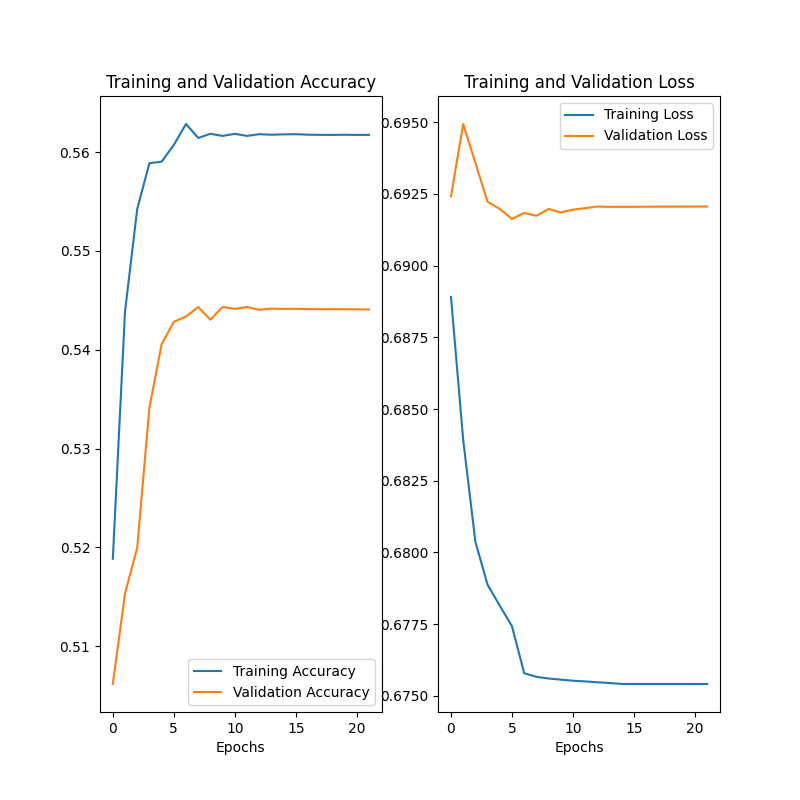 Training and Validation Accuracy
0.56
0.55
0.54
0.53
0.52
0.51
Training Accuracy
Validation Accuracy
0 5 10 15 20
Epochs
Training and Validation Loss
Training Loss
Validation Loss
0.6950
0.6925
0.6900
0.6875
0.6850
0.6825
0.6800
0.6775
0.6750
0 5 10 15 20
Epochs